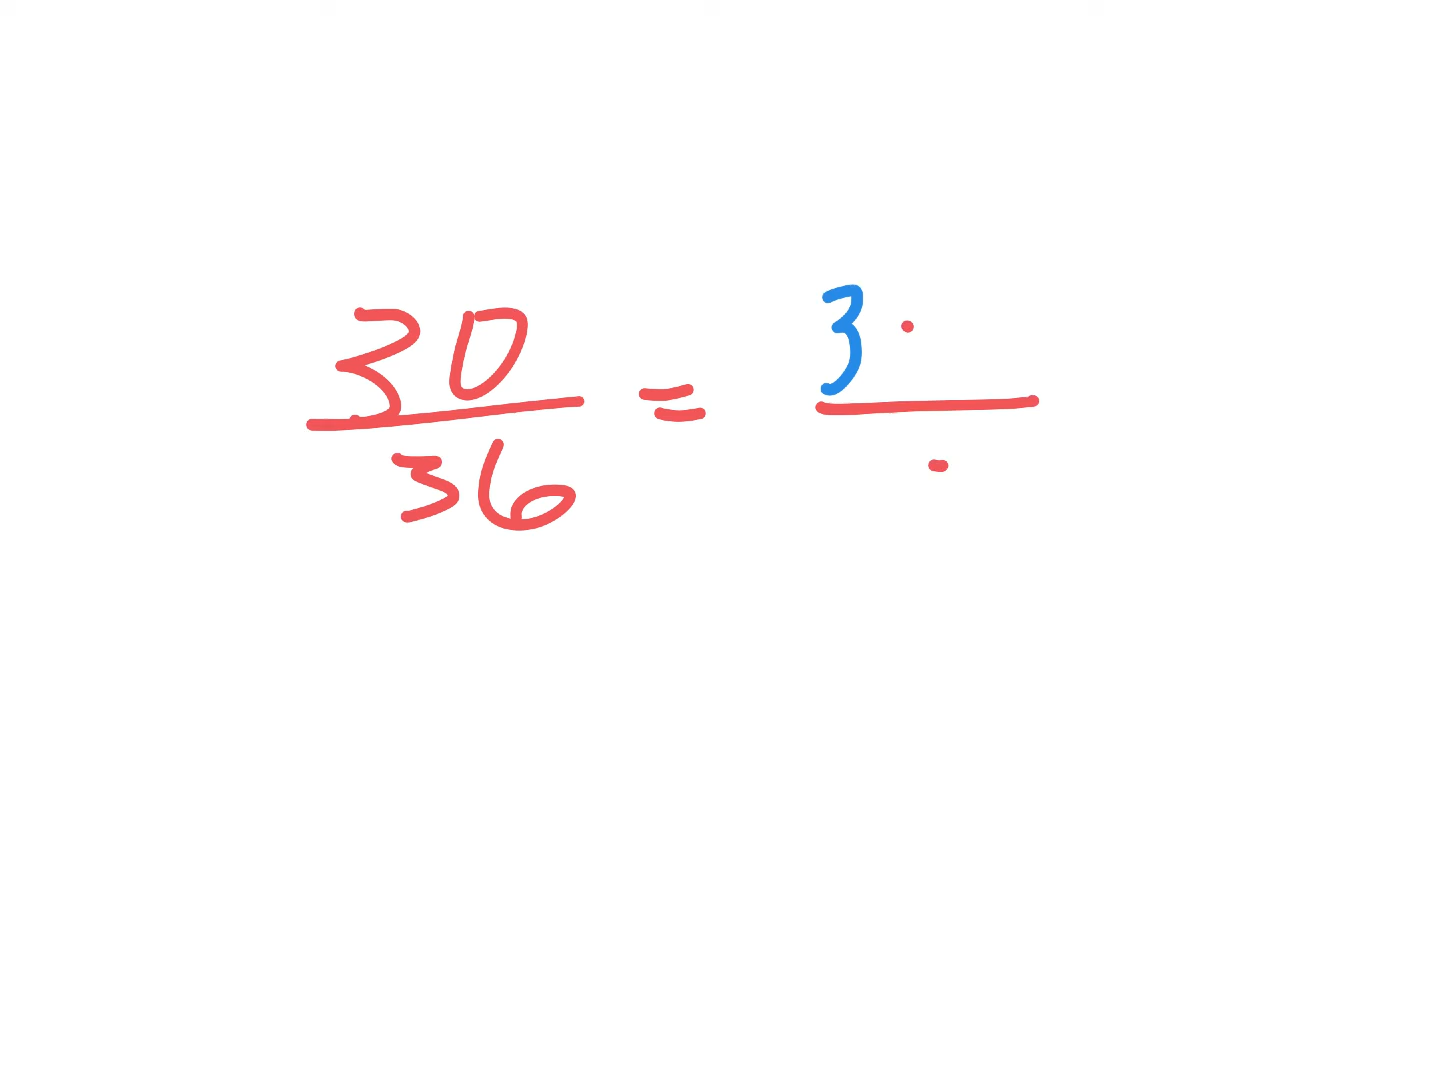 30/36 = 3 · / ·